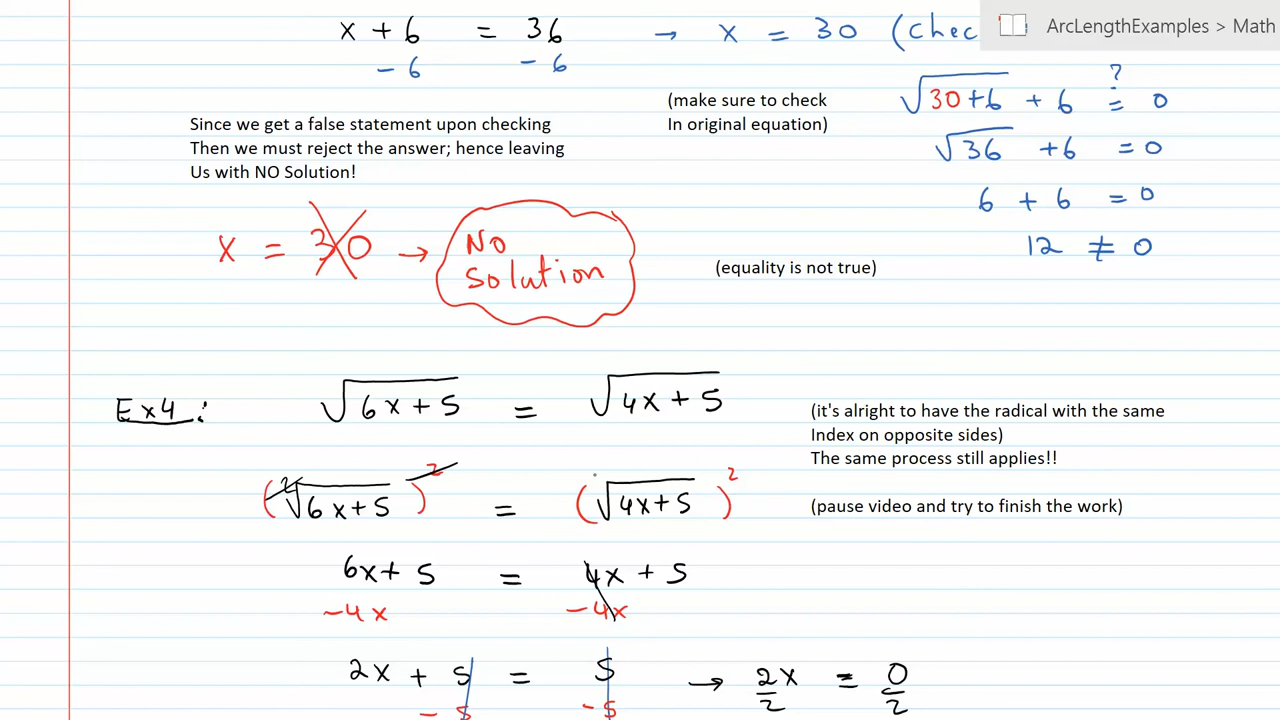 x + 6 = 36 → x = 30 (Chec
- 6 - 6
ArcLengthExamples > Math
(make sure to check
In original equation)
√30+6 + 6 ?= 0
√36 + 6 = 0
6 + 6 = 0
12 ≠ 0
(equality is not true)
Since we get a false statement upon checking
Then we must reject the answer; hence leaving
Us with NO Solution!
x = 30 → No
Solution
Ex4: √6x + 5 = √4x + 5
(it's alright to have the radical with the same
Index on opposite sides)
The same process still applies!!
(²√6x+5)² = (√4x+5)²
(pause video and try to finish the work)
6x + 5 = 4x + 5
-4x -4x
2x + 5 = 5 → 2x/2 = 0/2
- 5 - 5